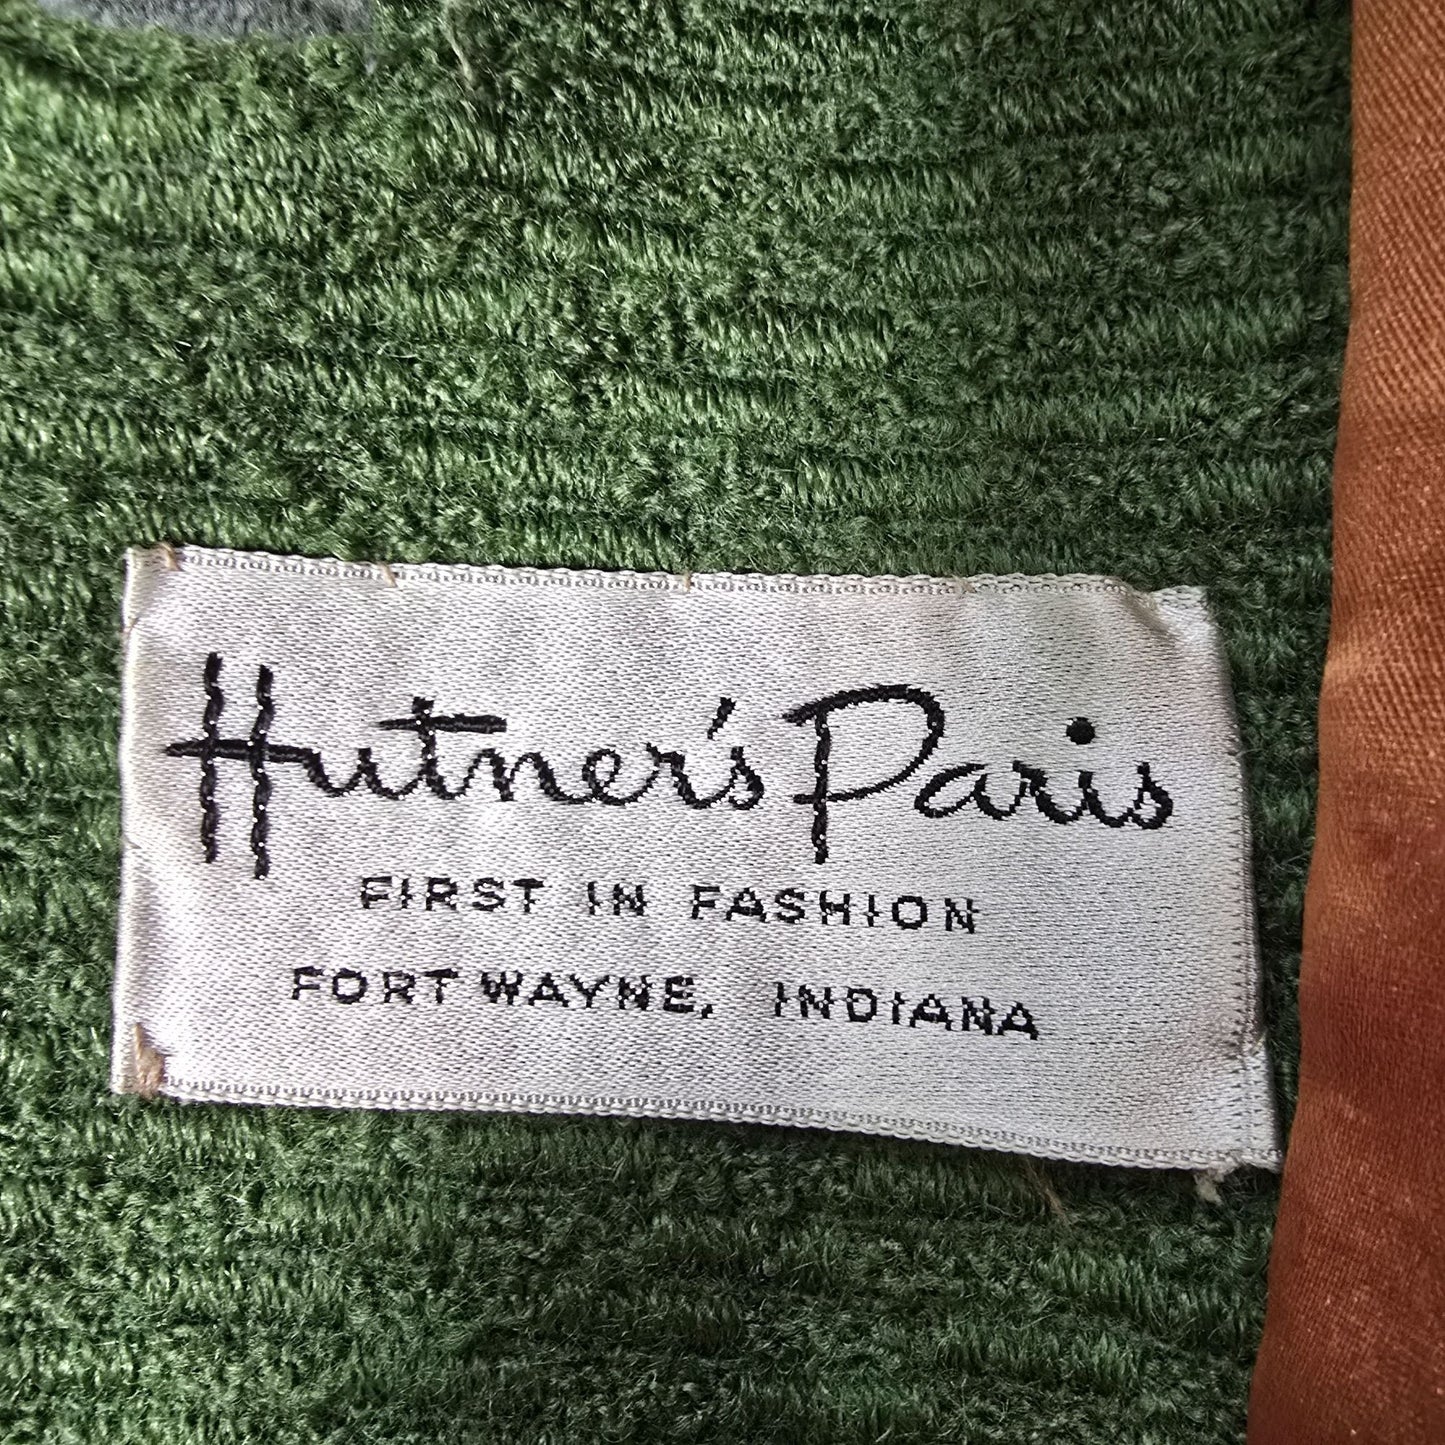 Hutner's Paris
FIRST IN FASHION
FORT WAYNE, INDIANA